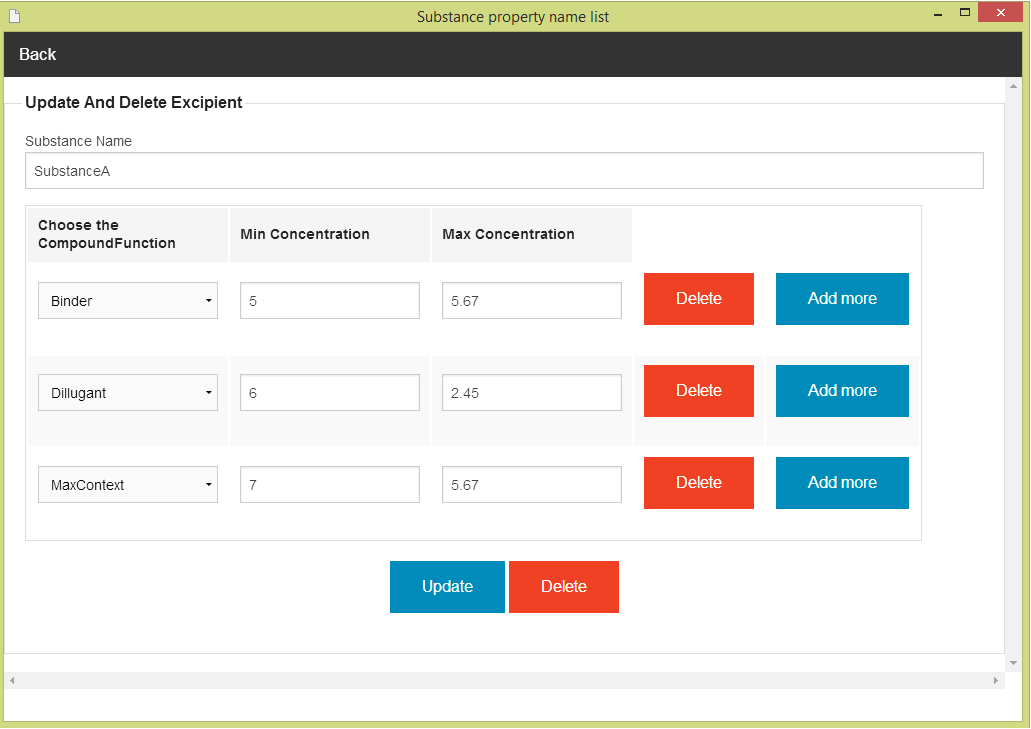 Substance property name list
Back
Update And Delete Excipient
Substance Name
SubstanceA
Choose the
CompoundFunction
Min Concentration
Max Concentration
Binder
5
5.67
Delete
Add more
Dillugant
6
2.45
Delete
Add more
MaxContext
7
5.67
Delete
Add more
Update
Delete